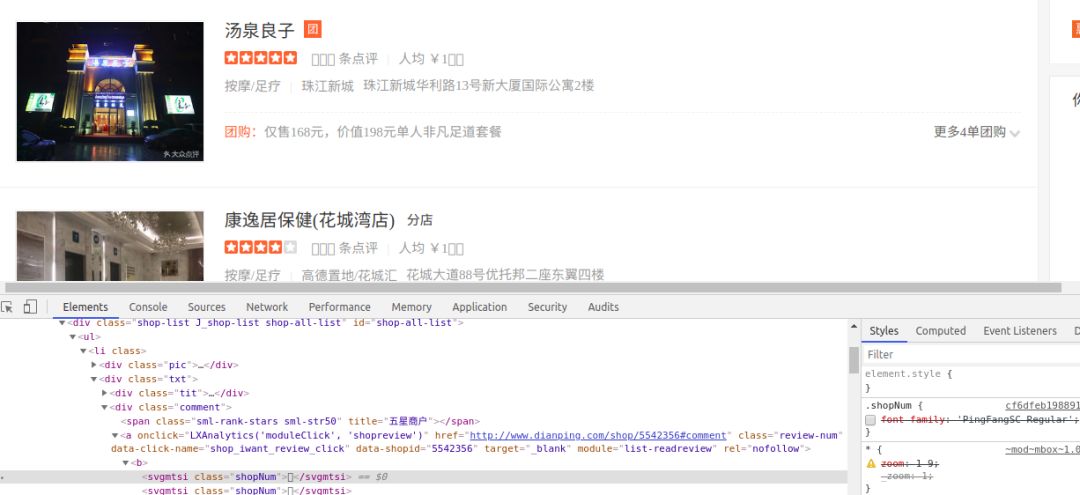 汤泉良子 团
条点评 人均 ￥1
按摩/足疗 珠江新城 珠江新城华利路13号新大厦国际公寓2楼
团购：仅售168元，价值198元单人非凡足道套餐 更多4单团购
大众点评
康逸居保健(花城湾店) 分店
条点评 人均 ￥1
按摩/足疗 高德置地/花城汇 花城大道88号优托邦二座东翼四楼
Elements Console Sources Network Performance Memory Application Security Audits
<div class="shop-list J_shop-list shop-all-list" id="shop-all-list">
<ul>
<li class>
<div class="pic">…</div>
<div class="txt">
<div class="tit">…</div>
<div class="comment">
<span class="sml-rank-stars sml-str50" title="五星商户"></span>
<a onclick="LXAnalytics('moduleClick', 'shopreview')" href="http://www.dianping.com/shop/5542356#comment" class="review-num"
data-click-name="shop_iwant_review_click" data-shopid="5542356" target="_blank" module="list-readreview" rel="nofollow">
<b>
<svgmtsi class="shopNum"></svgmtsi> == $0
<svgmtsi class="shopNum"></svgmtsi>
Styles Computed Event Listeners
Filter
element.style {
}
.shopNum { cf6dfeb198891
font-family: 'PingFangSC-Regular';
}
* { ~mod~mbox~1.0
zoom: 1 9;
-zoom: 1;
}